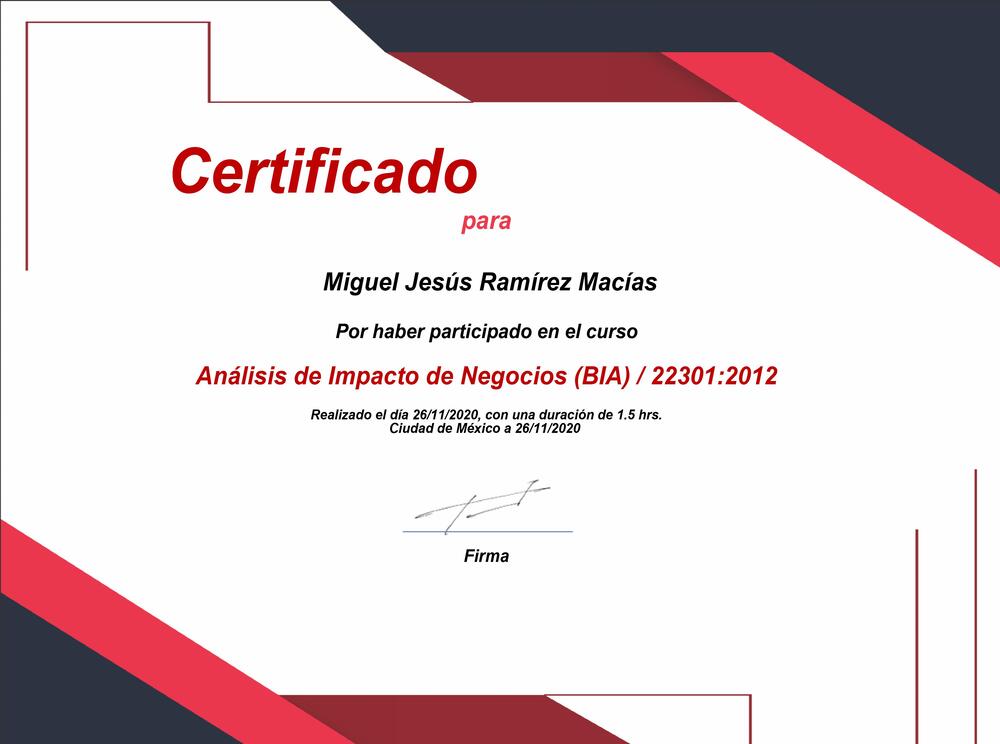 Certificado
para
Miguel Jesús Ramírez Macías
Por haber participado en el curso
Análisis de Impacto de Negocios (BIA) / 22301:2012
Realizado el día 26/11/2020, con una duración de 1.5 hrs.
Ciudad de México a 26/11/2020
Firma